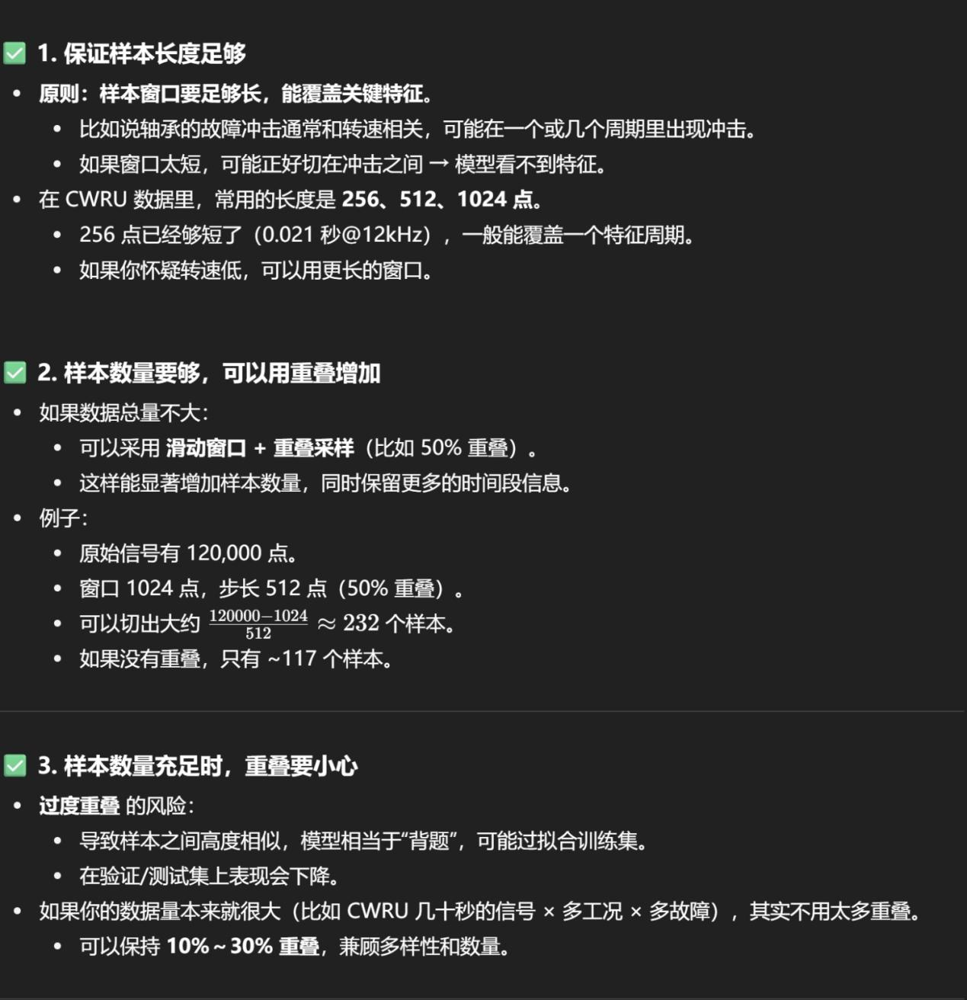 ✅ 1. 保证样本长度足够
• 原则：样本窗口要足够长，能覆盖关键特征。
• 比如说轴承的故障冲击通常和转速相关，可能在一个或几个周期里出现冲击。
• 如果窗口太短，可能正好切在冲击之间 → 模型看不到特征。
• 在 CWRU 数据里，常用的长度是 256、512、1024 点。
• 256 点已经够短了（0.021 秒@12kHz），一般能覆盖一个特征周期。
• 如果你怀疑转速低，可以用更长的窗口。
✅ 2. 样本数量要够，可以用重叠增加
• 如果数据总量不大：
• 可以采用 滑动窗口 + 重叠采样（比如 50% 重叠）。
• 这样能显著增加样本数量，同时保留更多的时间段信息。
• 例子：
• 原始信号有 120,000 点。
• 窗口 1024 点，步长 512 点（50% 重叠）。
• 可以切出大约 $\frac{120000-1024}{512} \approx 232$ 个样本。
• 如果没有重叠，只有 ~117 个样本。
✅ 3. 样本数量充足时，重叠要小心
• 过度重叠 的风险：
• 导致样本之间高度相似，模型相当于“背题”，可能过拟合训练集。
• 在验证/测试集上表现会下降。
• 如果你的数据量本来就很大（比如 CWRU 几十秒的信号 × 多工况 × 多故障），其实不用太多重叠。
• 可以保持 10%～30% 重叠，兼顾多样性和数量。